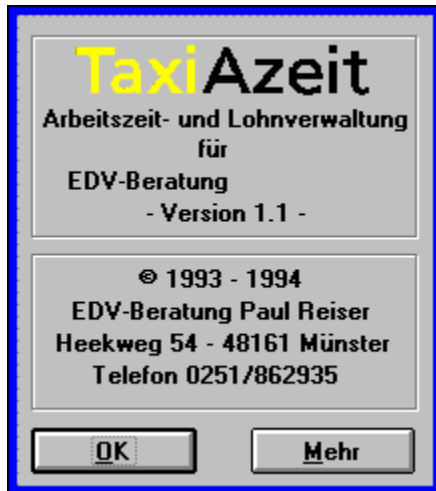 TaxiAzeit
Arbeitszeit- und Lohnverwaltung
für
EDV-Beratung
- Version 1.1 -
© 1993 - 1994
EDV-Beratung Paul Reiser
Heekweg 54 - 48161 Münster
Telefon 0251/862935
OK
Mehr